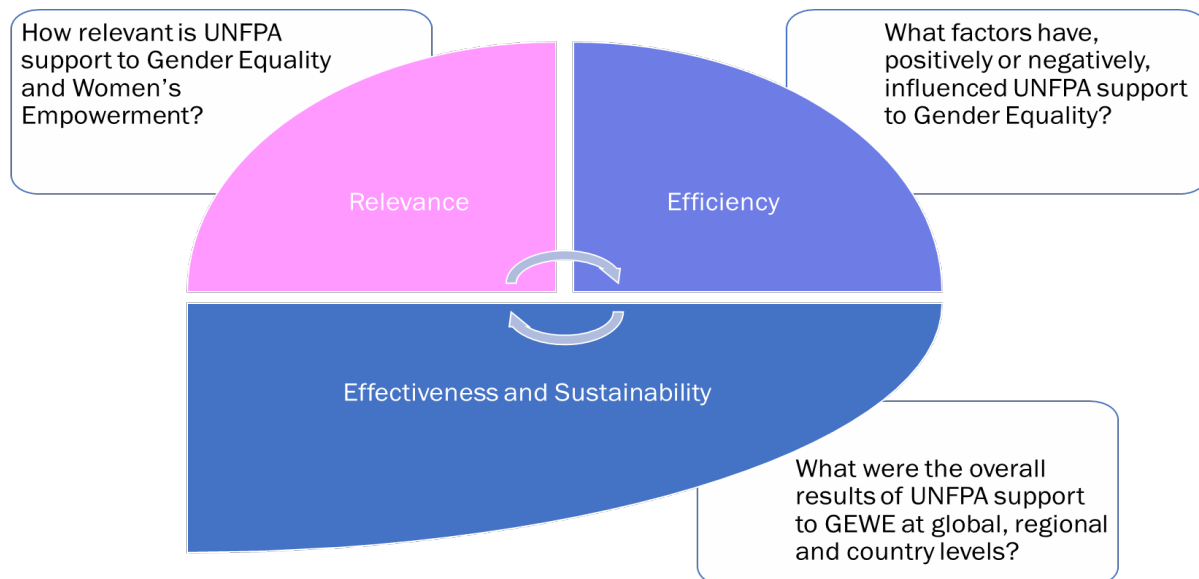 How relevant is UNFPA
support to Gender Equality
and Women's
Empowerment?
What factors have,
positively or negatively,
influenced UNFPA support
to Gender Equality?
Relevance
Efficiency
Effectiveness and Sustainability
What were the overall
results of UNFPA support
to GEWE at global, regional
and country levels?